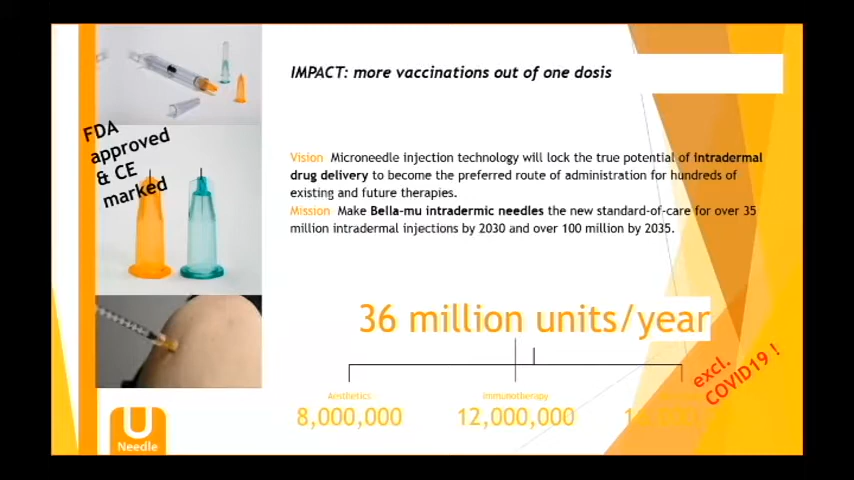 IMPACT: more vaccinations out of one dosis
FDA
approved
& CE
marked
Vision Microneedle injection technology will lock the true potential of intradermal
drug delivery to become the preferred route of administration for hundreds of
existing and future therapies.
Mission Make Bella-mu intradermic needles the new standard-of-care for over 35
million intradermal injections by 2030 and over 100 million by 2035.
36 million units/year
excl.
COVID19 !
Aesthetics Immunotherapy
8,000,000 12,000,000
U
Needle